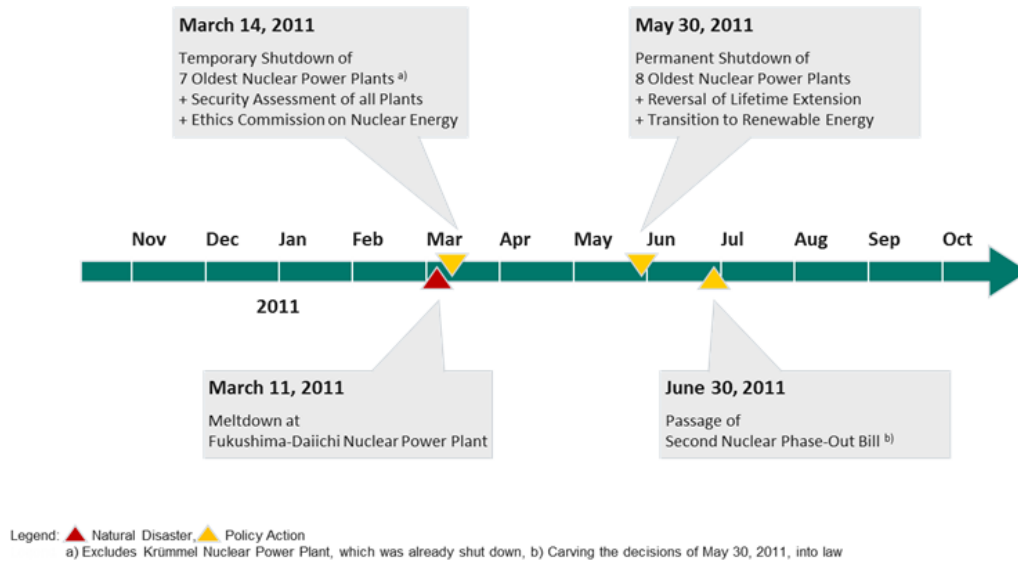 March 14, 2011
Temporary Shutdown of
7 Oldest Nuclear Power Plants a)
+ Security Assessment of all Plants
+ Ethics Commission on Nuclear Energy
May 30, 2011
Permanent Shutdown of
8 Oldest Nuclear Power Plants
+ Reversal of Lifetime Extension
+ Transition to Renewable Energy
Nov Dec Jan Feb Mar Apr May Jun Jul Aug Sep Oct
2011
March 11, 2011
Meltdown at
Fukushima-Daiichi Nuclear Power Plant
June 30, 2011
Passage of
Second Nuclear Phase-Out Bill b)
Legend: Natural Disaster, Policy Action
a) Excludes Krümmel Nuclear Power Plant, which was already shut down, b) Carving the decisions of May 30, 2011, into law